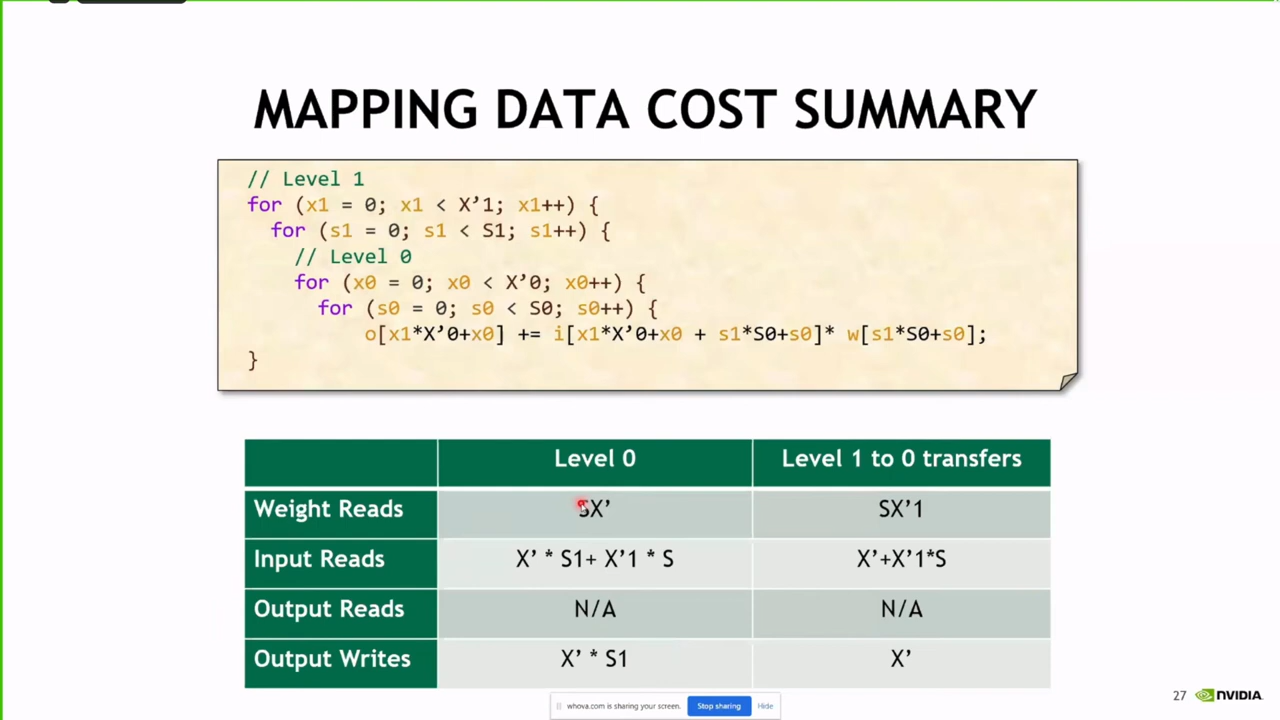 MAPPING DATA COST SUMMARY
// Level 1
for (x1 = 0; x1 < X’1; x1++) {
for (s1 = 0; s1 < S1; s1++) {
// Level 0
for (x0 = 0; x0 < X’0; x0++) {
for (s0 = 0; s0 < S0; s0++) {
o[x1*X’0+x0] += i[x1*X’0+x0 + s1*S0+s0]* w[s1*S0+s0];
}
Level 0 Level 1 to 0 transfers
Weight Reads SX’ SX’1
Input Reads X’ * S1+ X’1 * S X’+X’1*S
Output Reads N/A N/A
Output Writes X’ * S1 X’
27 NVIDIA.
whova.com is sharing your screen. Stop sharing Hide